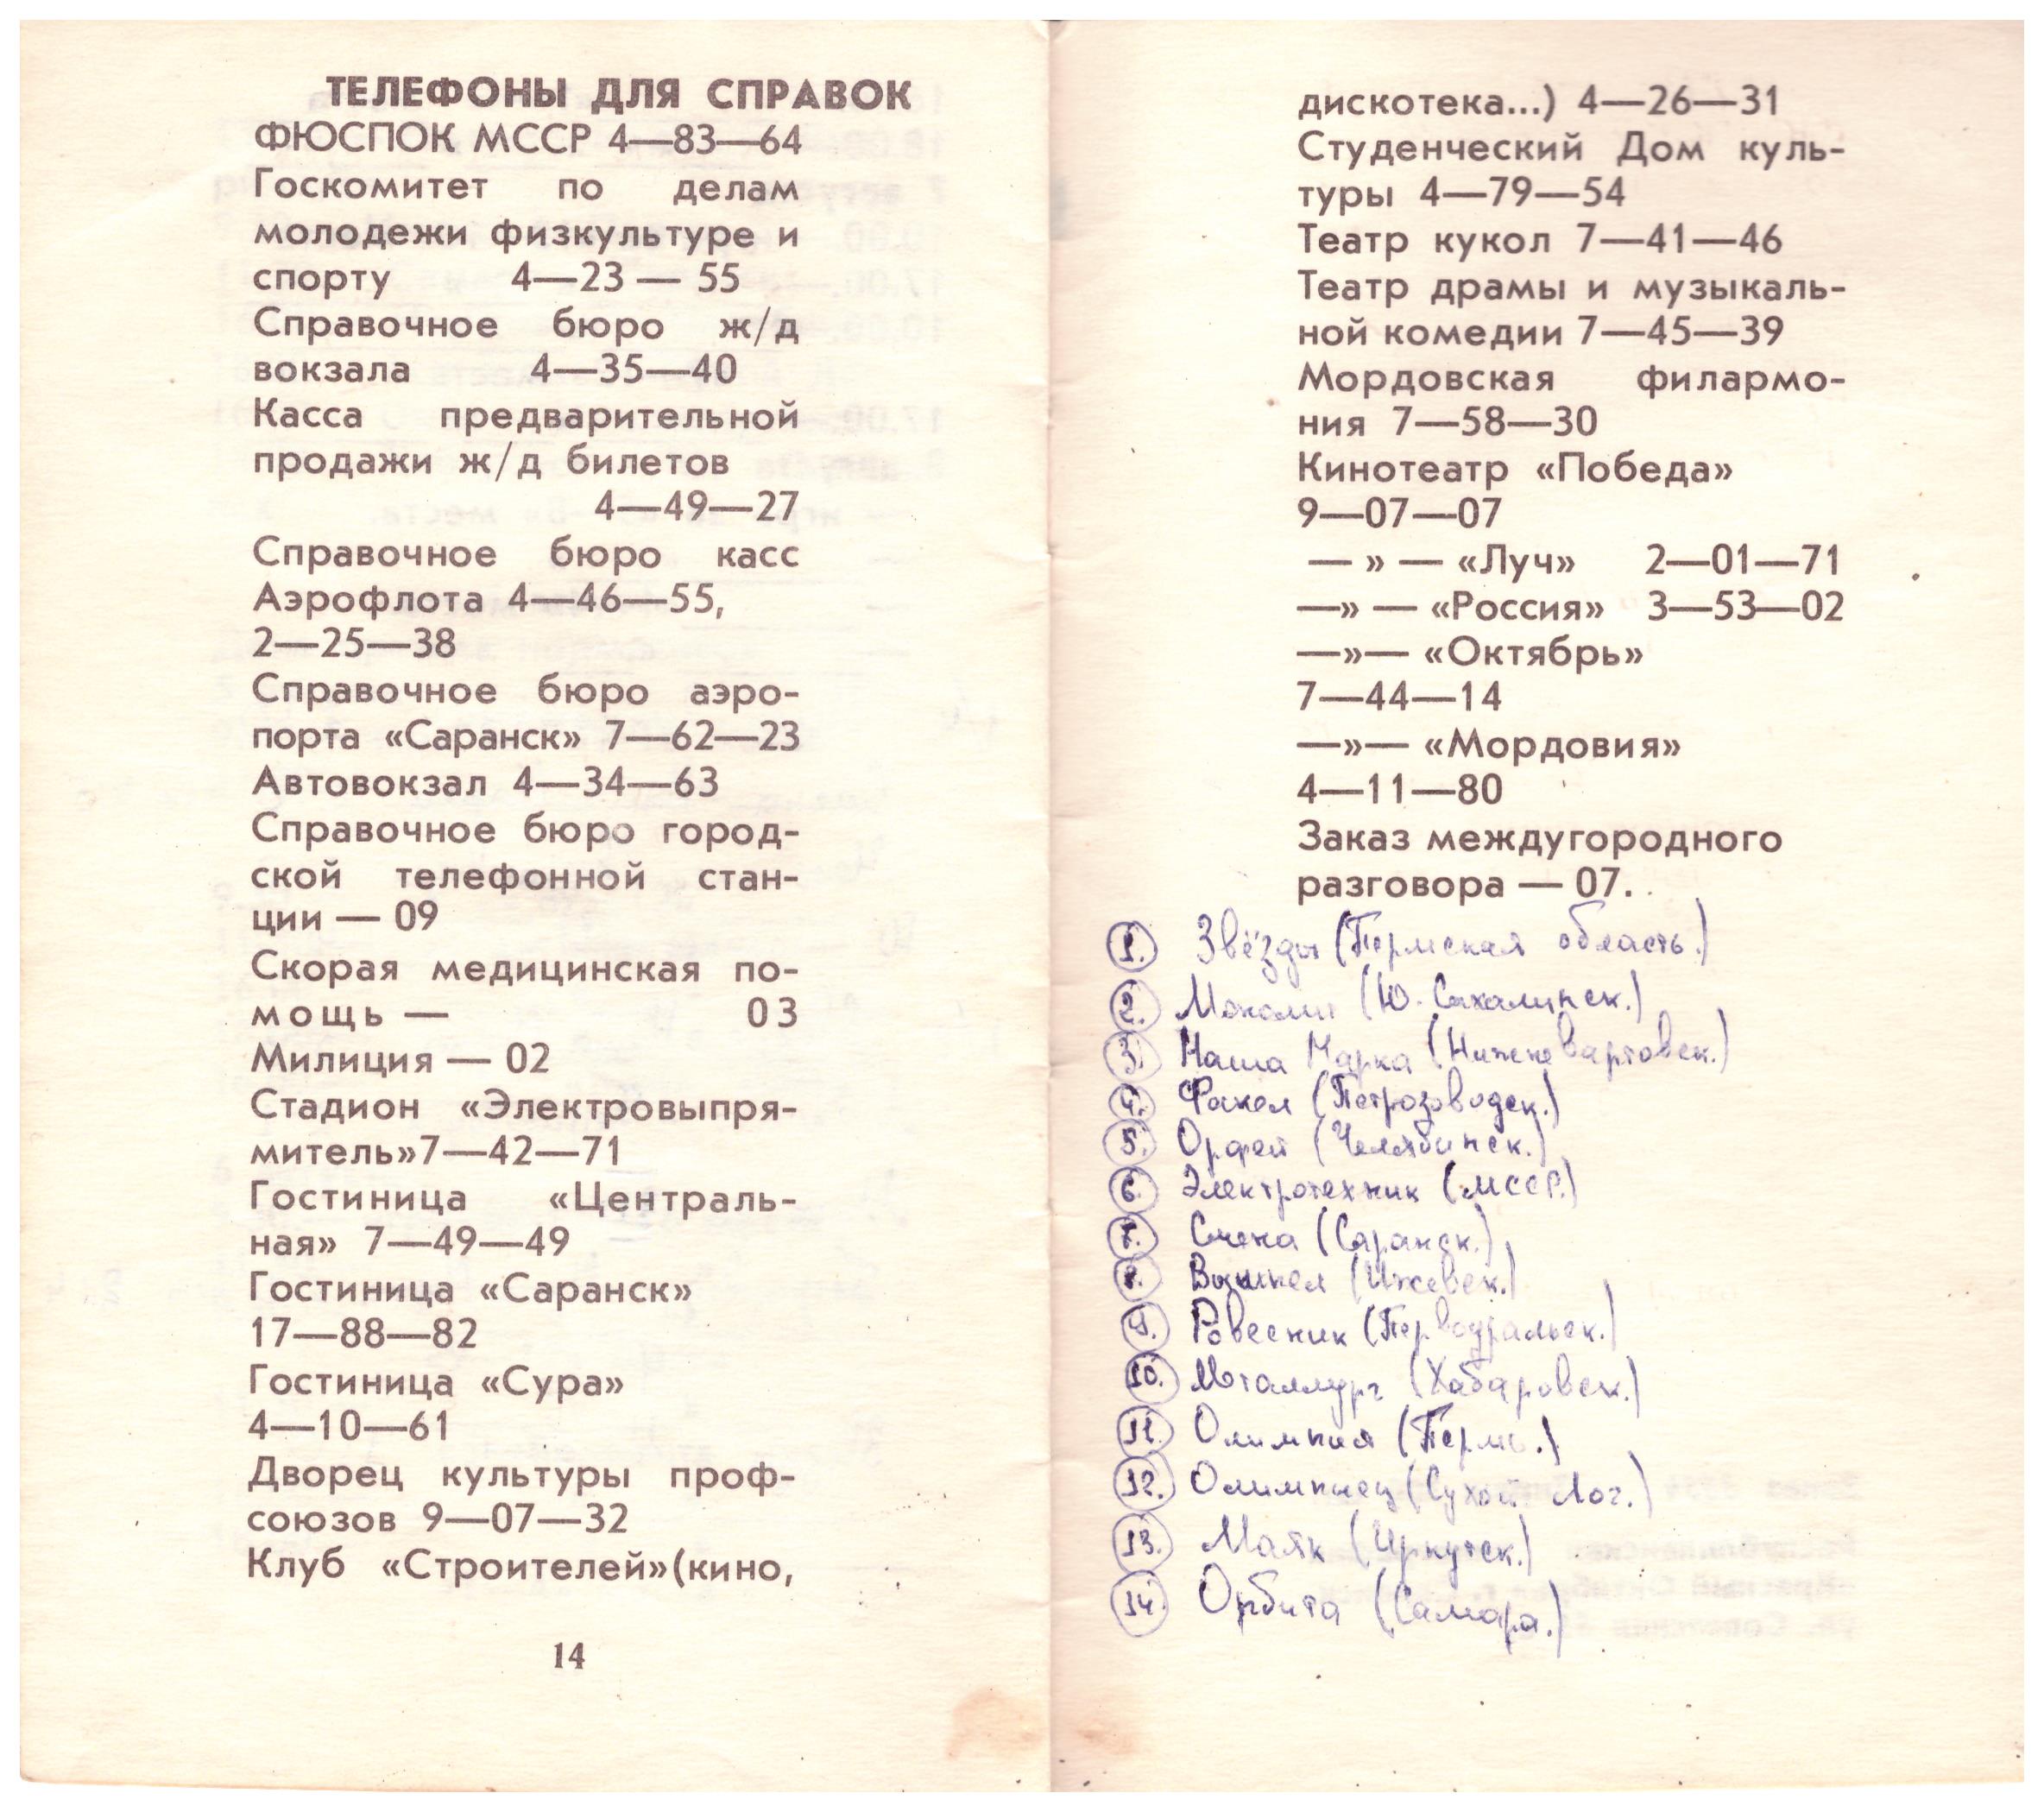 ТЕЛЕФОНЫ ДЛЯ СПРАВОК
ФЮСПОК МССР 4—83—64
Госкомитет по делам
молодежи физкультуре и
спорту 4—23 — 55
Справочное бюро ж/д
вокзала 4—35—40
Касса предварительной
продажи ж/д билетов
4—49—27
Справочное бюро касс
Аэрофлота 4—46—55,
2—25—38
Справочное бюро аэро-
порта «Саранск» 7—62—23
Автовокзал 4—34—63
Справочное бюро город-
ской телефонной стан-
ции — 09
Скорая медицинская по-
мощь — 03
Милиция — 02
Стадион «Электровыпря-
митель»7—42—71
Гостиница «Централь-
ная» 7—49—49
Гостиница «Саранск»
17—88—82
Гостиница «Сура»
4—10—61
Дворец культуры проф-
союзов 9—07—32
Клуб «Строителей»(кино,
14
дискотека...) 4—26—31
Студенческий Дом куль-
туры 4—79—54
Театр кукол 7—41—46
Театр драмы и музыкаль-
ной комедии 7—45—39
Мордовская филармо-
ния 7—58—30
Кинотеатр «Победа»
9—07—07
— » — «Луч» 2—01—71
—» — «Россия» 3—53—02
—»— «Октябрь»
7—44—14
—»— «Мордовия»
4—11—80
Заказ междугородного
разговора — 07.
1. Звёзды (Пермская область.)
2. (Ю. Сахалинск.)
3. Наша Марка (Нижневартовск.)
4. Факел (Петрозаводск.)
5. Орфей (Челябинск.)
6. Электротехник (МССР.)
7. Смена (Саранск.)
8. Вымпел (Ижевск.)
9. Ровесник (Первоуральск.)
10. Металлург (Хабаровск.)
11. Олимпия (Пермь.)
12. Олимпиец (Сухой Лог.)
13. Маяк (Иркутск.)
14. Орбита (Самара.)